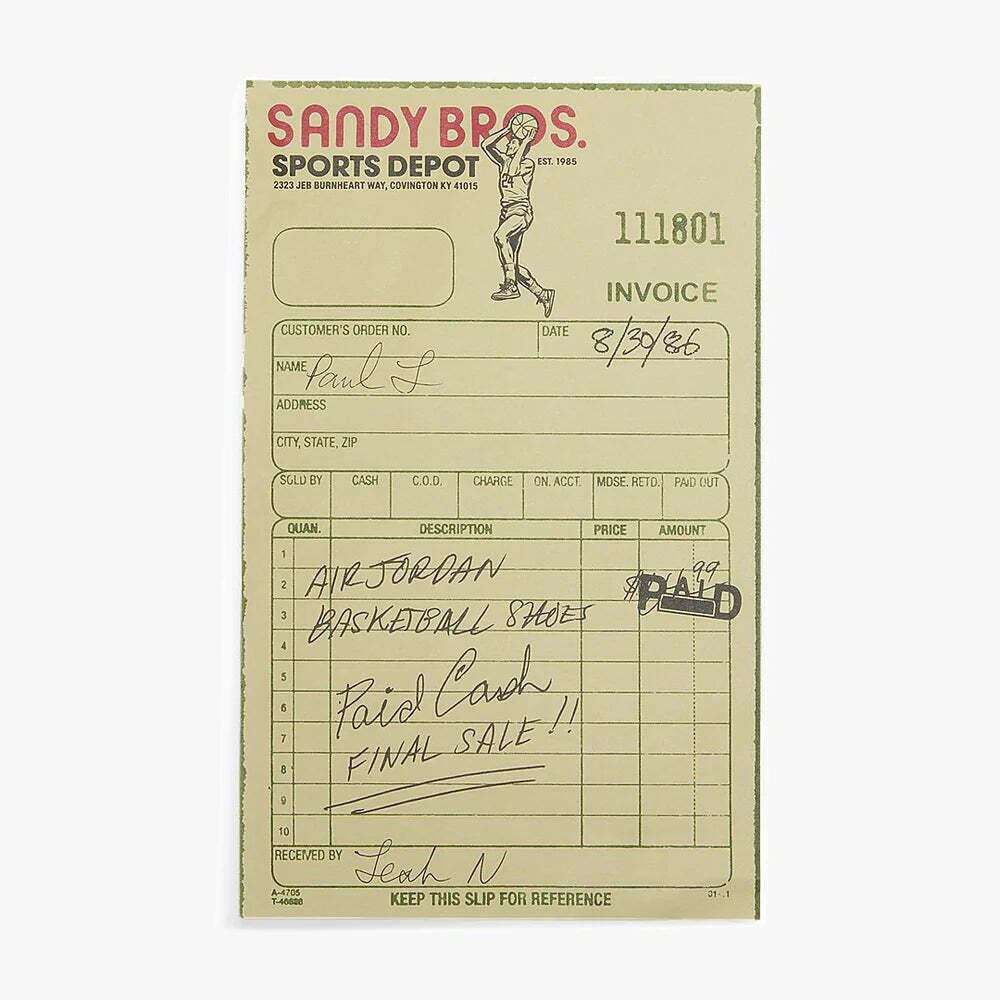 SANDY BROS.
SPORTS DEPOT
EST. 1985
2323 JEB BURNHEART WAY, COVINGTON KY 41015
24
111801
INVOICE
CUSTOMER'S ORDER NO.
DATE 8/30/86
NAME Paul L
ADDRESS
CITY, STATE, ZIP
SOLD BY CASH C.O.D. CHARGE ON. ACCT. MDSE. RETD. PAID OUT
QUAN. DESCRIPTION PRICE AMOUNT
1
2 AIR JORDAN $ 99 PAID
3 BASKETBALL SHOES
4
5
6 Paid Cash
7 FINAL SALE!!
8
9
10
RECEIVED BY Leah N
A-4705
KEEP THIS SLIP FOR REFERENCE